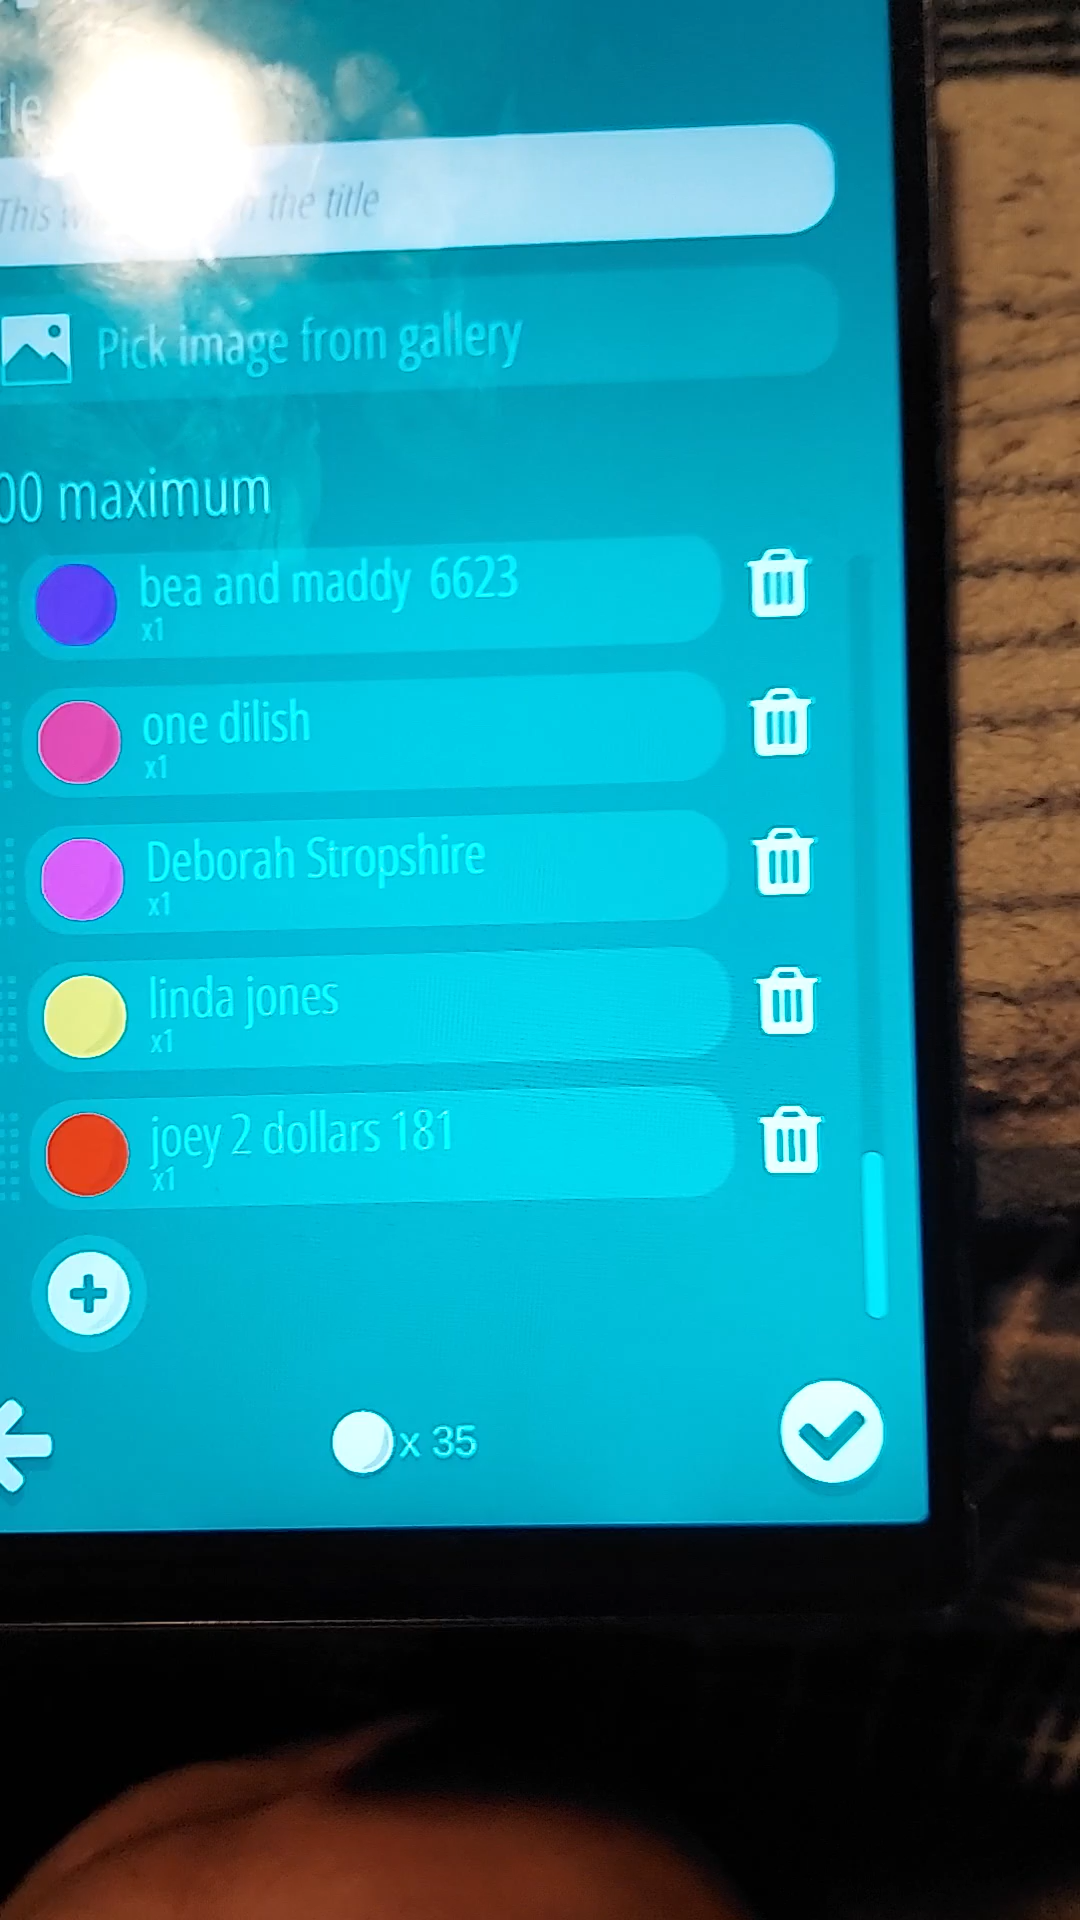 the title
Pick image from gallery
00 maximum
bea and maddy 6623
x1
one dilish
x1
Deborah Stropshire
x1
linda jones
x1
joey 2 dollars 181
x1
x 35